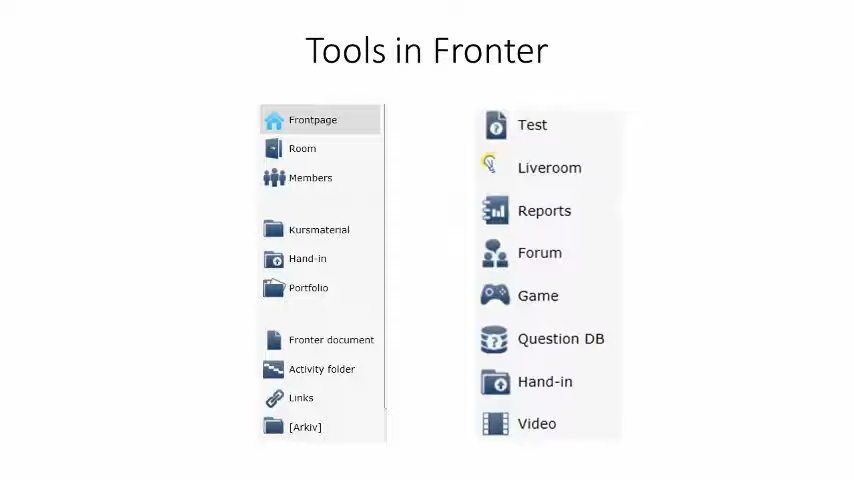 Tools in Fronter
Frontpage
Room
Members
Kursmaterial
Hand-in
Portfolio
Fronter document
Activity folder
Links
[Arkiv]
Test
Liveroom
Reports
Forum
Game
Question DB
Hand-in
Video